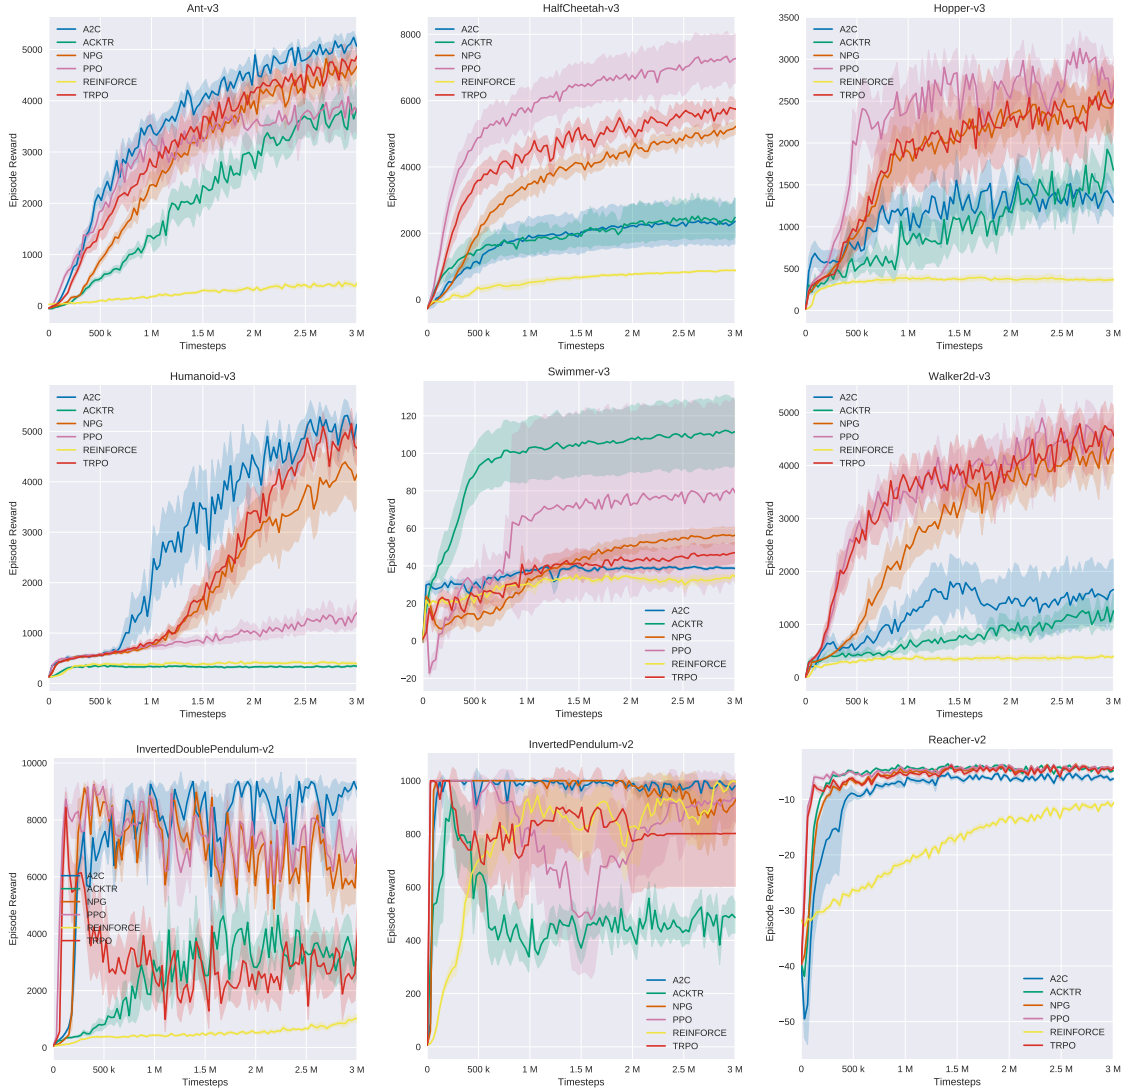 Ant-v3
A2C
ACKTR
NPG
PPO
REINFORCE
TRPO
5000
4000
3000
2000
1000
0
Episode Reward
0 500 k 1 M 1.5 M 2 M 2.5 M 3 M
Timesteps
HalfCheetah-v3
A2C
ACKTR
NPG
PPO
REINFORCE
TRPO
8000
6000
4000
2000
0
Episode Reward
0 500 k 1 M 1.5 M 2 M 2.5 M 3 M
Timesteps
Hopper-v3
A2C
ACKTR
NPG
PPO
REINFORCE
TRPO
3500
3000
2500
2000
1500
1000
500
0
Episode Reward
0 500 k 1 M 1.5 M 2 M 2.5 M 3 M
Timesteps
Humanoid-v3
A2C
ACKTR
NPG
PPO
REINFORCE
TRPO
5000
4000
3000
2000
1000
0
Episode Reward
0 500 k 1 M 1.5 M 2 M 2.5 M 3 M
Timesteps
Swimmer-v3
120
100
80
60
40
20
0
−20
Episode Reward
A2C
ACKTR
NPG
PPO
REINFORCE
TRPO
0 500 k 1 M 1.5 M 2 M 2.5 M 3 M
Timesteps
Walker2d-v3
A2C
ACKTR
NPG
PPO
REINFORCE
TRPO
5000
4000
3000
2000
1000
0
Episode Reward
0 500 k 1 M 1.5 M 2 M 2.5 M 3 M
Timesteps
InvertedDoublePendulum-v2
10000
8000
6000
4000
2000
0
Episode Reward
A2C
ACKTR
NPG
PPO
REINFORCE
TRPO
0 500 k 1 M 1.5 M 2 M 2.5 M 3 M
Timesteps
InvertedPendulum-v2
1000
800
600
400
200
0
Episode Reward
A2C
ACKTR
NPG
PPO
REINFORCE
TRPO
0 500 k 1 M 1.5 M 2 M 2.5 M 3 M
Timesteps
Reacher-v2
−10
−20
−30
−40
−50
Episode Reward
A2C
ACKTR
NPG
PPO
REINFORCE
TRPO
0 500 k 1 M 1.5 M 2 M 2.5 M 3 M
Timesteps